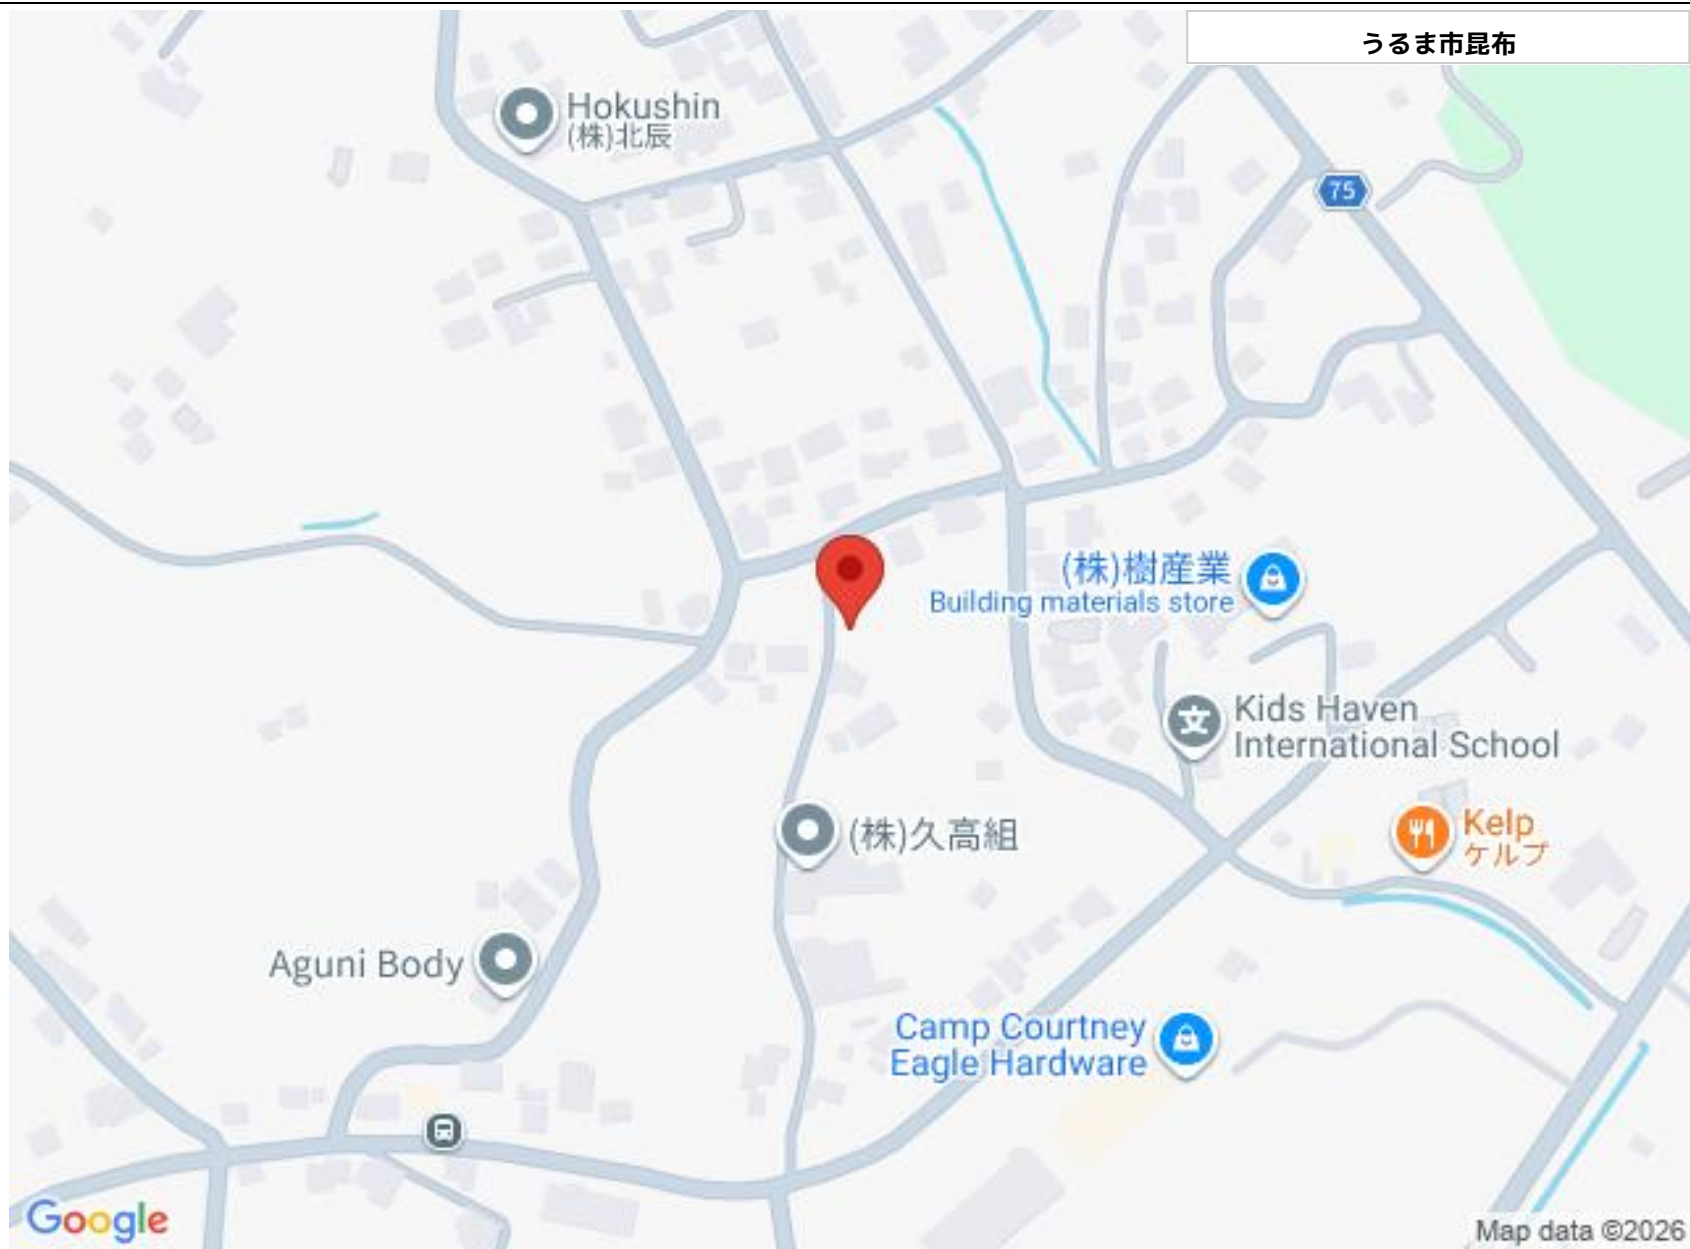 うるま市昆布
Hokushin
(株)北辰
75
(株)樹産業
Building materials store
文
Kids Haven
International School
(株)久高組
Kelp
ケルプ
Aguni Body
Camp Courtney
Eagle Hardware
Google
Map data ©2026